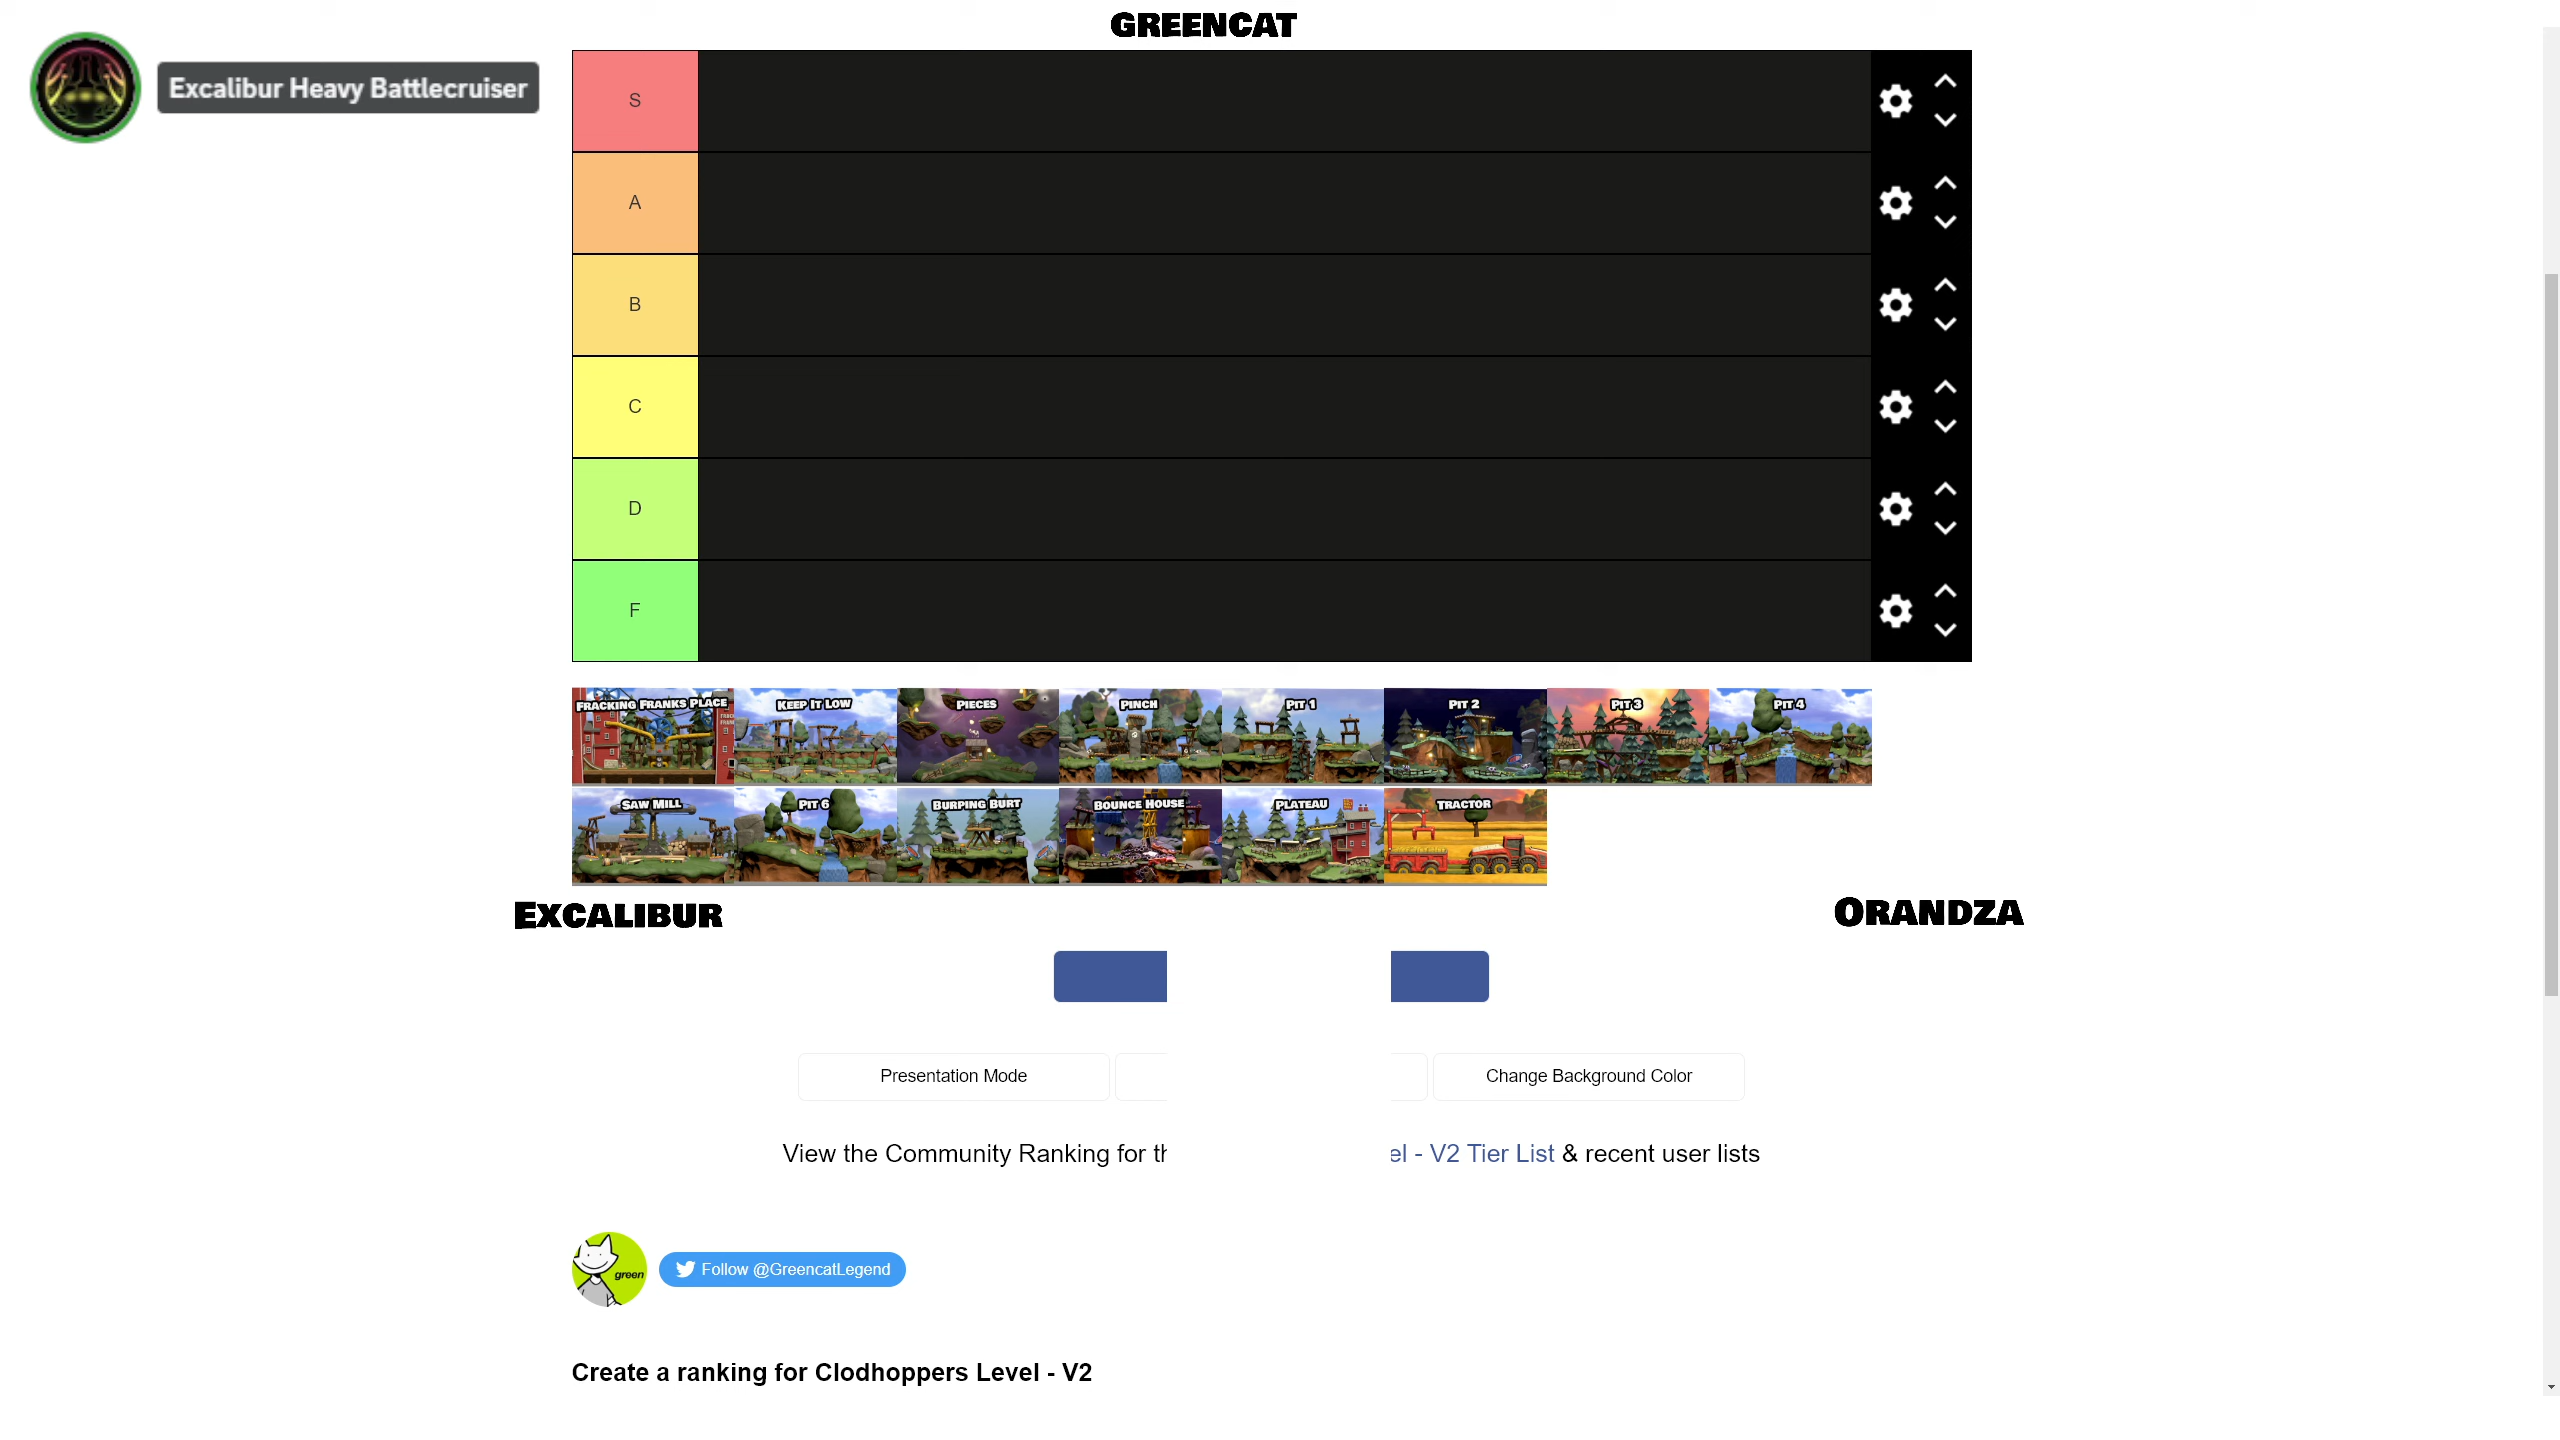 GREENCAT
Excalibur Heavy Battlecruiser
S
A
B
C
D
F
FRACKING FRANKS PLACE
KEEP IT LOW
PIECES
PINCH
PIT 1
PIT 2
PIT 3
PIT 4
SAW MILL
PIT 6
BURPING BURT
BOUNCE HOUSE
PLATEAU
TRACTOR
EXCALIBUR
ORANDZA
Presentation Mode
Change Background Color
View the Community Ranking for th
el - V2 Tier List & recent user lists
green
Follow @GreencatLegend
Create a ranking for Clodhoppers Level - V2